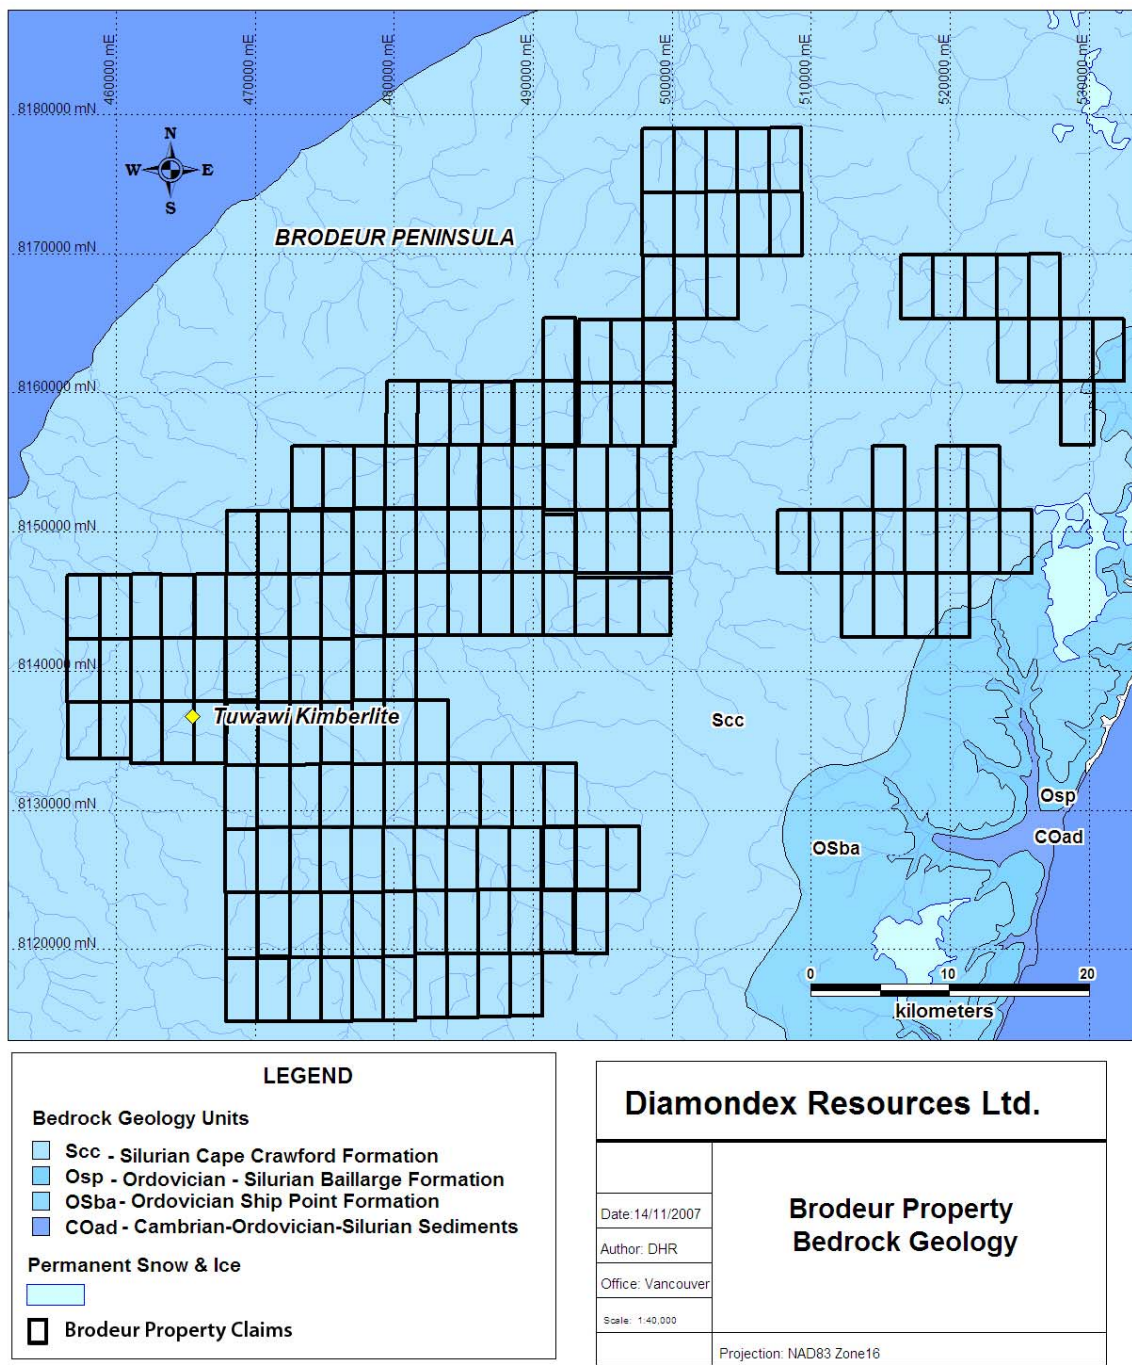 460000 mE
470000 mE
480000 mE
490000 mE
500000 mE
510000 mE
520000 mE
530000 mE
8180000 mN
N
W E
S
BRODEUR PENINSULA
8170000 mN
8160000 mN
8150000 mN
8140000 mN
Tuwawi Kimberlite
Scc
Osp
8130000 mN
COad
OSba
8120000 mN
0 10 20
kilometers
LEGEND
Bedrock Geology Units
Scc - Silurian Cape Crawford Formation
Osp - Ordovician - Silurian Baillarge Formation
OSba - Ordovician Ship Point Formation
COad - Cambrian-Ordovician-Silurian Sediments
Permanent Snow & Ice
Brodeur Property Claims
Diamondex Resources Ltd.
Date:14/11/2007
Author: DHR
Office: Vancouver
Scale: 1:40,000
Brodeur Property
Bedrock Geology
Projection: NAD83 Zone16